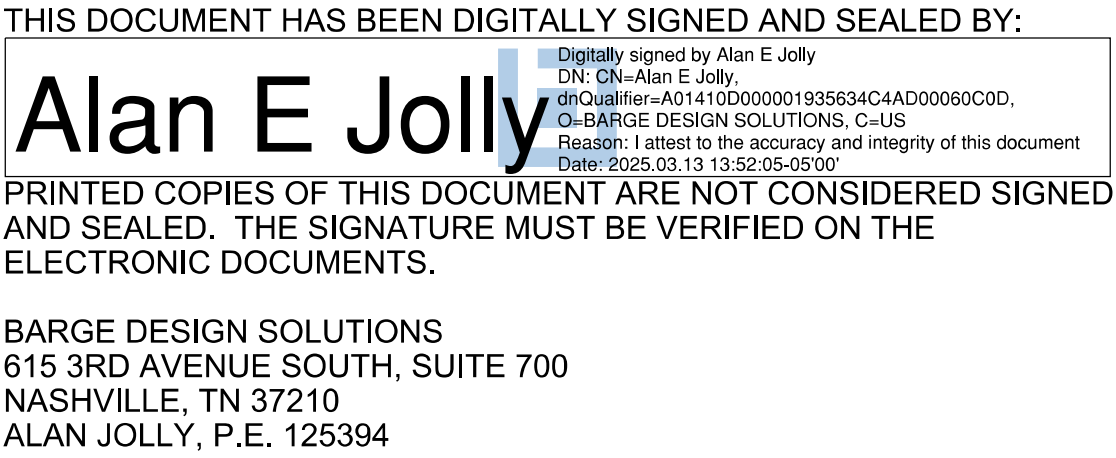 THIS DOCUMENT HAS BEEN DIGITALLY SIGNED AND SEALED BY:
Alan E Jolly
Digitally signed by Alan E Jolly
DN: CN=Alan E Jolly,
dnQualifier=A01410D000001935634C4AD00060C0D,
O=BARGE DESIGN SOLUTIONS, C=US
Reason: I attest to the accuracy and integrity of this document
Date: 2025.03.13 13:52:05-05'00'
PRINTED COPIES OF THIS DOCUMENT ARE NOT CONSIDERED SIGNED
AND SEALED.  THE SIGNATURE MUST BE VERIFIED ON THE
ELECTRONIC DOCUMENTS.
BARGE DESIGN SOLUTIONS
615 3RD AVENUE SOUTH, SUITE 700
NASHVILLE, TN 37210
ALAN JOLLY, P.E. 125394